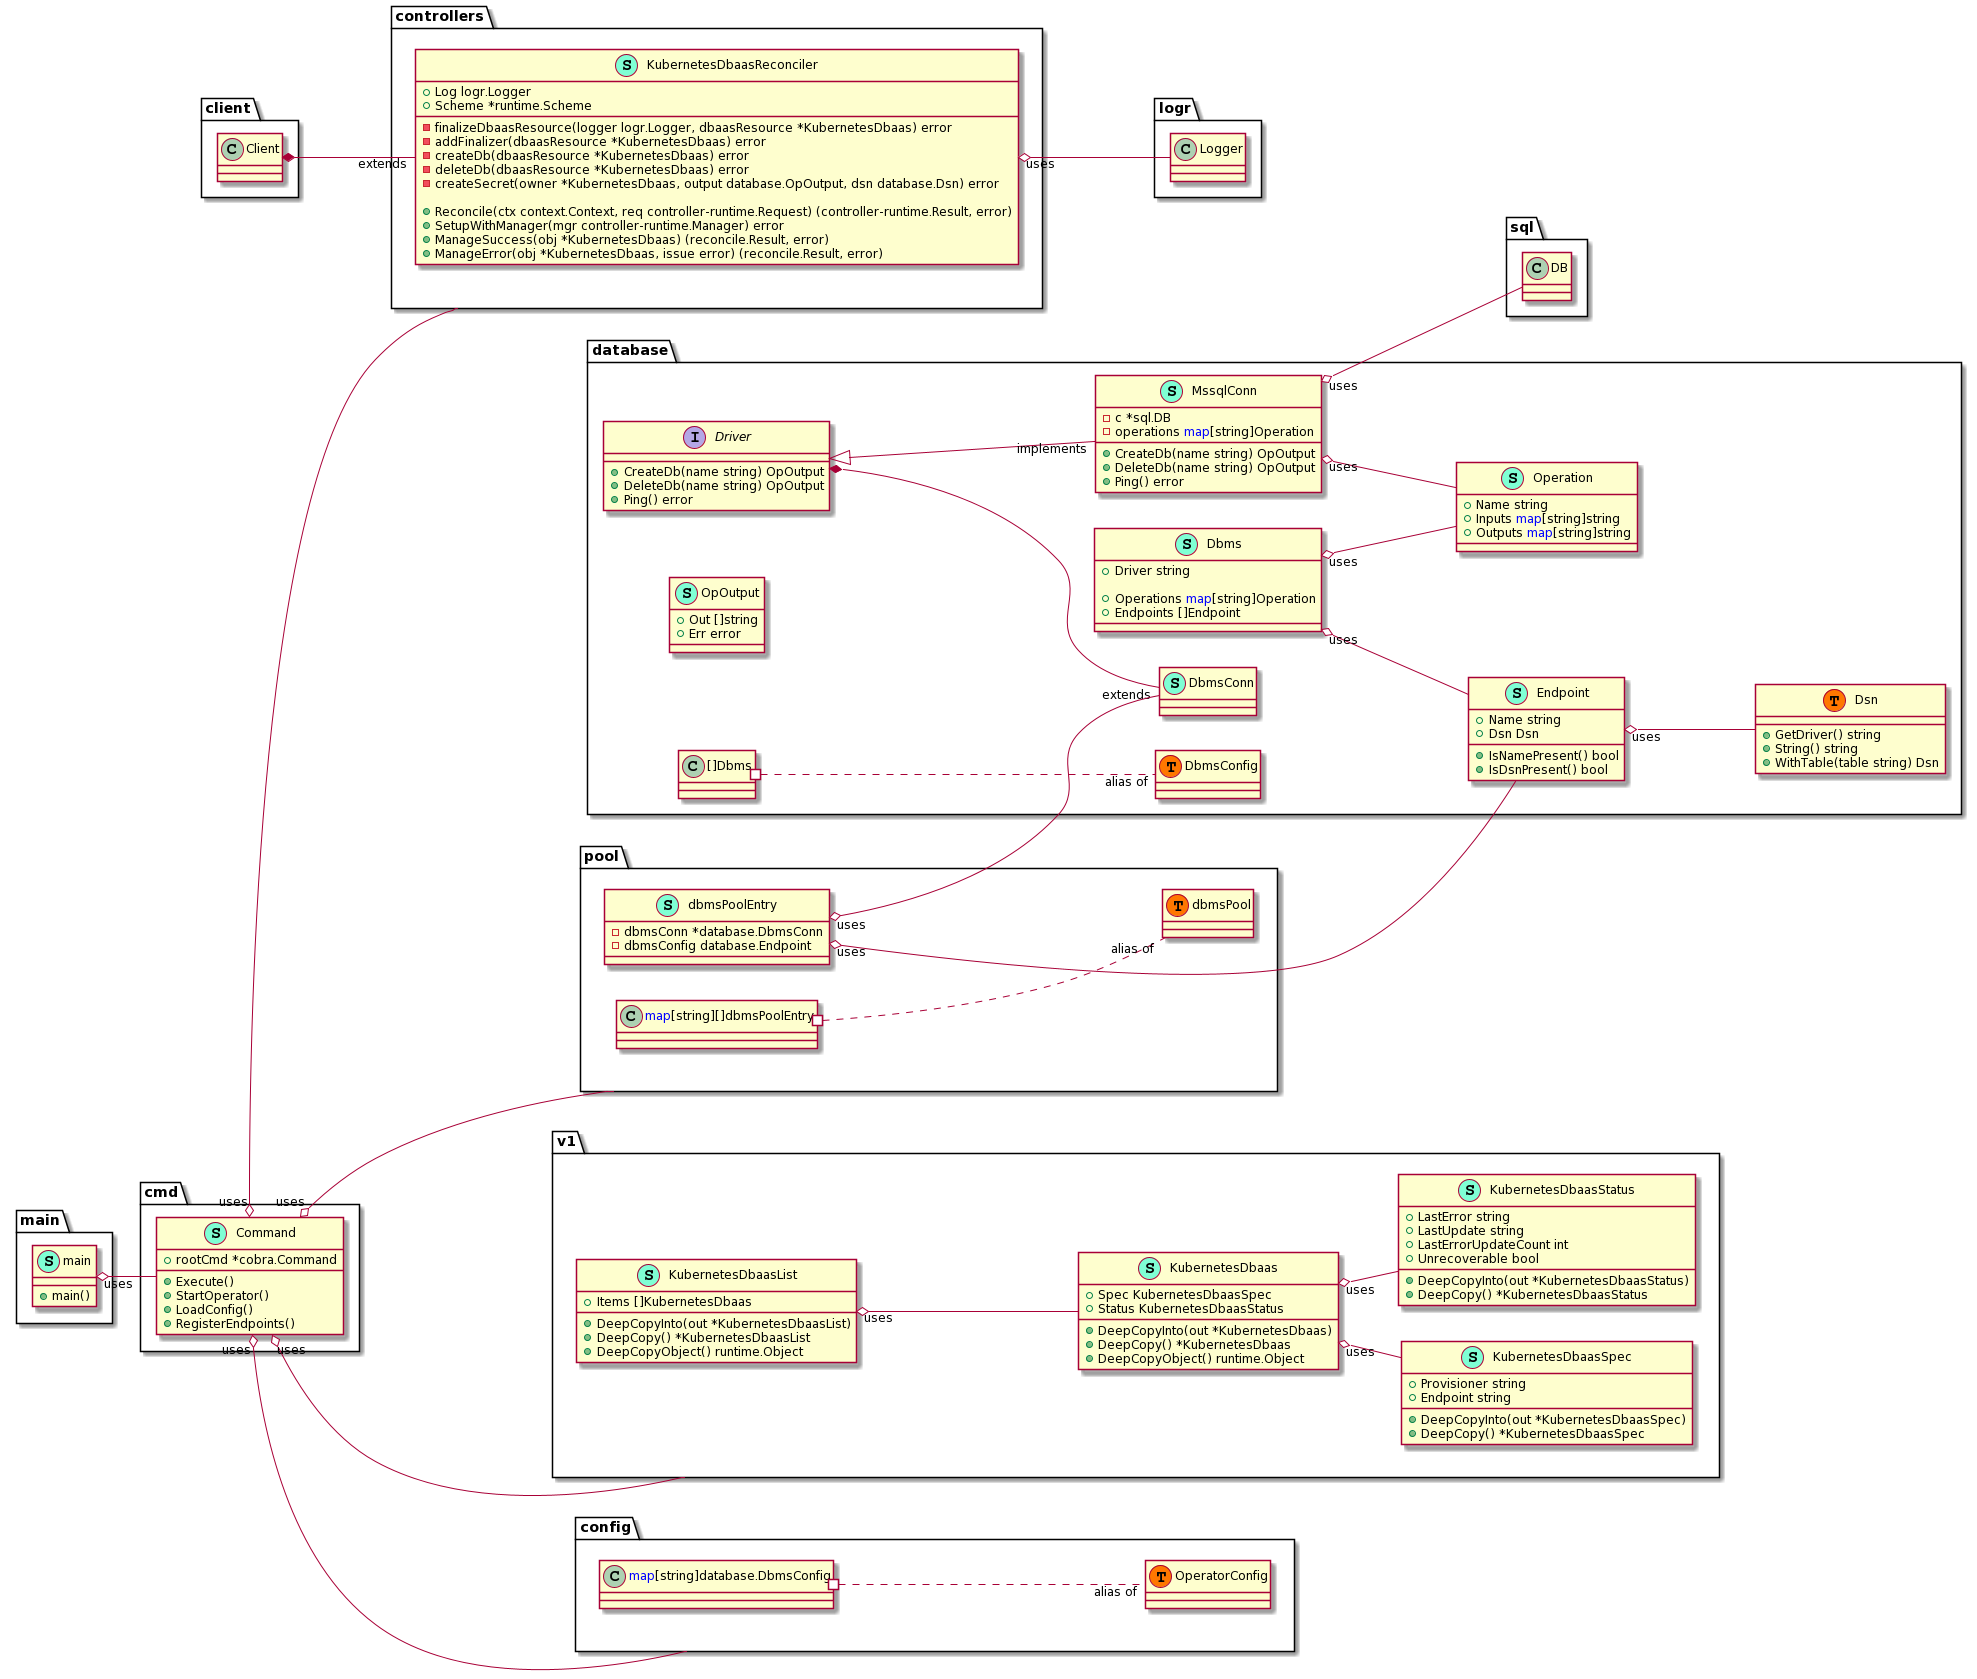 controllers
KubernetesDbaasReconciler
Log logr.Logger
Scheme *runtime.Scheme
finalizeDbaasResource(logger logr.Logger, dbaasResource *KubernetesDbaas) error
addFinalizer(dbaasResource *KubernetesDbaas) error
createDb(dbaasResource *KubernetesDbaas) error
deleteDb(dbaasResource *KubernetesDbaas) error
createSecret(owner *KubernetesDbaas, output database.OpOutput, dsn database.Dsn) error
Reconcile(ctx context.Context, req controller-runtime.Request) (controller-runtime.Result, error)
SetupWithManager(mgr controller-runtime.Manager) error
ManageSuccess(obj *KubernetesDbaas) (reconcile.Result, error)
ManageError(obj *KubernetesDbaas, issue error) (reconcile.Result, error)
client
Client
extends
uses
logr
Logger
sql
DB
database
Driver
CreateDb(name string) OpOutput
DeleteDb(name string) OpOutput
Ping() error
implements
MssqlConn
c *sql.DB
operations map[string]Operation
CreateDb(name string) OpOutput
DeleteDb(name string) OpOutput
Ping() error
uses
uses
Operation
Name string
Inputs map[string]string
Outputs map[string]string
Dbms
Driver string
Operations map[string]Operation
Endpoints []Endpoint
uses
uses
OpOutput
Out []string
Err error
extends
DbmsConn
Endpoint
Name string
Dsn Dsn
IsNamePresent() bool
IsDsnPresent() bool
uses
Dsn
GetDriver() string
String() string
WithTable(table string) Dsn
[]Dbms
alias of
DbmsConfig
pool
dbmsPoolEntry
dbmsConn *database.DbmsConn
dbmsConfig database.Endpoint
uses
uses
dbmsPool
alias of
map[string][]dbmsPoolEntry
v1
KubernetesDbaasStatus
LastError string
LastUpdate string
LastErrorUpdateCount int
Unrecoverable bool
DeepCopyInto(out *KubernetesDbaasStatus)
DeepCopy() *KubernetesDbaasStatus
cmd
uses
uses
main
main
main()
uses
Command
rootCmd *cobra.Command
Execute()
StartOperator()
LoadConfig()
RegisterEndpoints()
uses
uses
KubernetesDbaasList
Items []KubernetesDbaas
DeepCopyInto(out *KubernetesDbaasList)
DeepCopy() *KubernetesDbaasList
DeepCopyObject() runtime.Object
uses
KubernetesDbaas
Spec KubernetesDbaasSpec
Status KubernetesDbaasStatus
DeepCopyInto(out *KubernetesDbaas)
DeepCopy() *KubernetesDbaas
DeepCopyObject() runtime.Object
uses
uses
KubernetesDbaasSpec
Provisioner string
Endpoint string
DeepCopyInto(out *KubernetesDbaasSpec)
DeepCopy() *KubernetesDbaasSpec
config
map[string]database.DbmsConfig
alias of
OperatorConfig